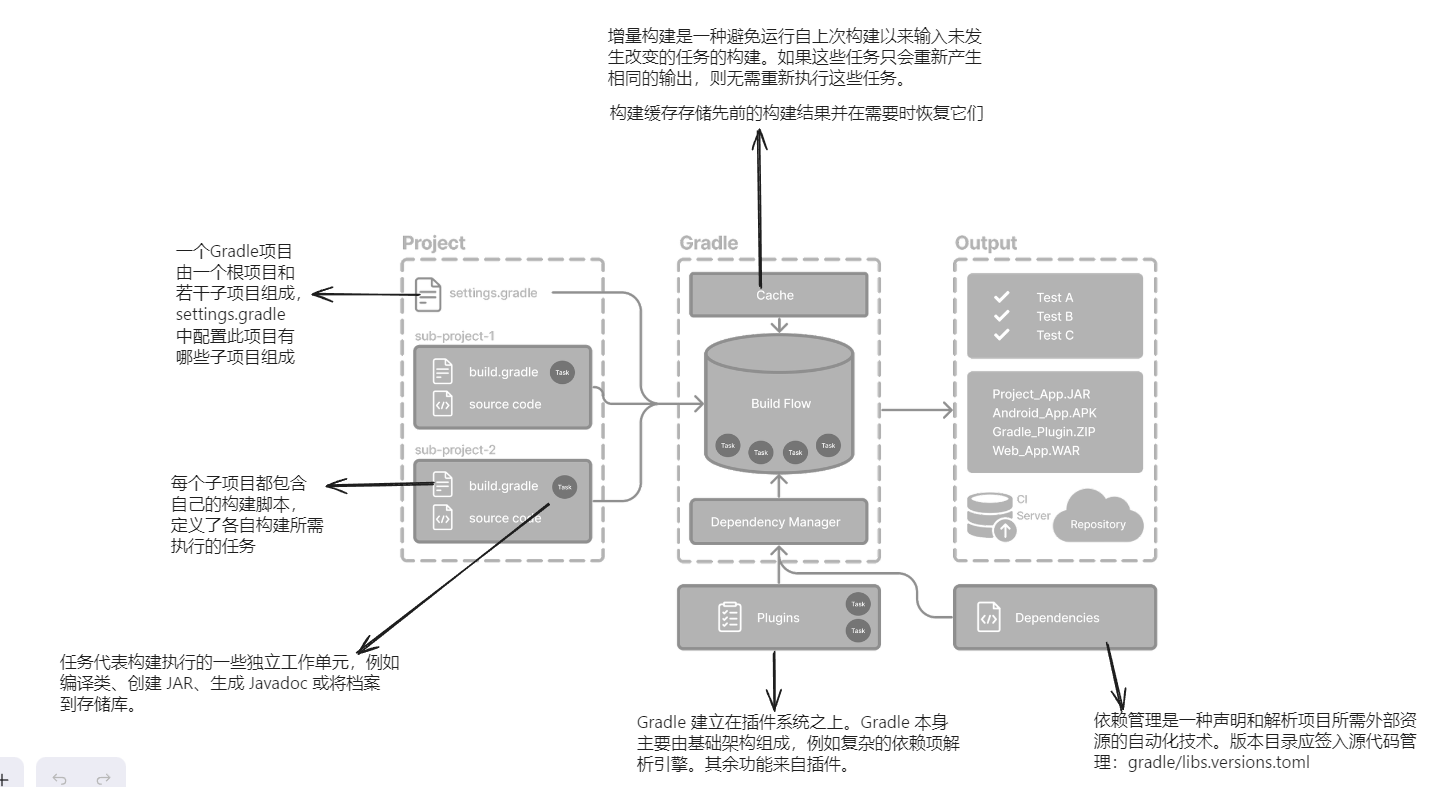 增量构建是一种避免运行自上次构建以来输入未发
生改变的任务的构建。如果这些任务只会重新产生
相同的输出，则无需重新执行这些任务。
构建缓存存储先前的构建结果并在需要时恢复它们
一个Gradle项目
由一个根项目和
若干子项目组成，
settings.gradle
中配置此项目有
哪些子项目组成
每个子项目都包含
自己的构建脚本，
定义了各自构建所需
执行的任务
任务代表构建执行的一些独立工作单元，例如
编译类、创建 JAR、生成 Javadoc 或将档案
到存储库。
Project
settings.gradle
sub-project-1
build.gradle
Task
source code
sub-project-2
build.gradle
Task
source code
Gradle
Cache
Build Flow
Task
Task
Task
Task
Dependency Manager
Plugins
Task
Task
Output
Test A
Test B
Test C
Project_App.JAR
Android_App.APK
Gradle_Plugin.ZIP
Web_App.WAR
CI
Server
Repository
Dependencies
Gradle 建立在插件系统之上。Gradle 本身
主要由基础架构组成，例如复杂的依赖项解
析引擎。其余功能来自插件。
依赖管理是一种声明和解析项目所需外部资
源的自动化技术。版本目录应签入源代码管
理：gradle/libs.versions.toml